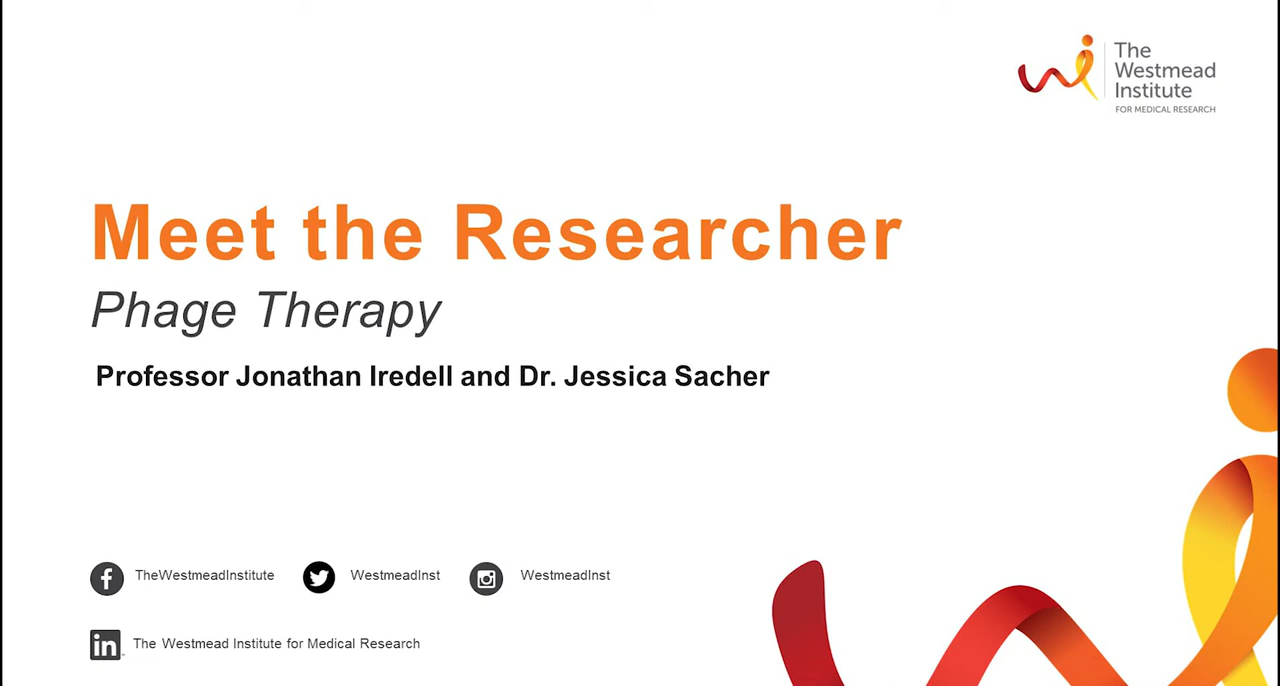 The
Westmead
Institute
FOR MEDICAL RESEARCH
Meet the Researcher
Phage Therapy
Professor Jonathan Iredell and Dr. Jessica Sacher
TheWestmeadInstitute
WestmeadInst
WestmeadInst
The Westmead Institute for Medical Research